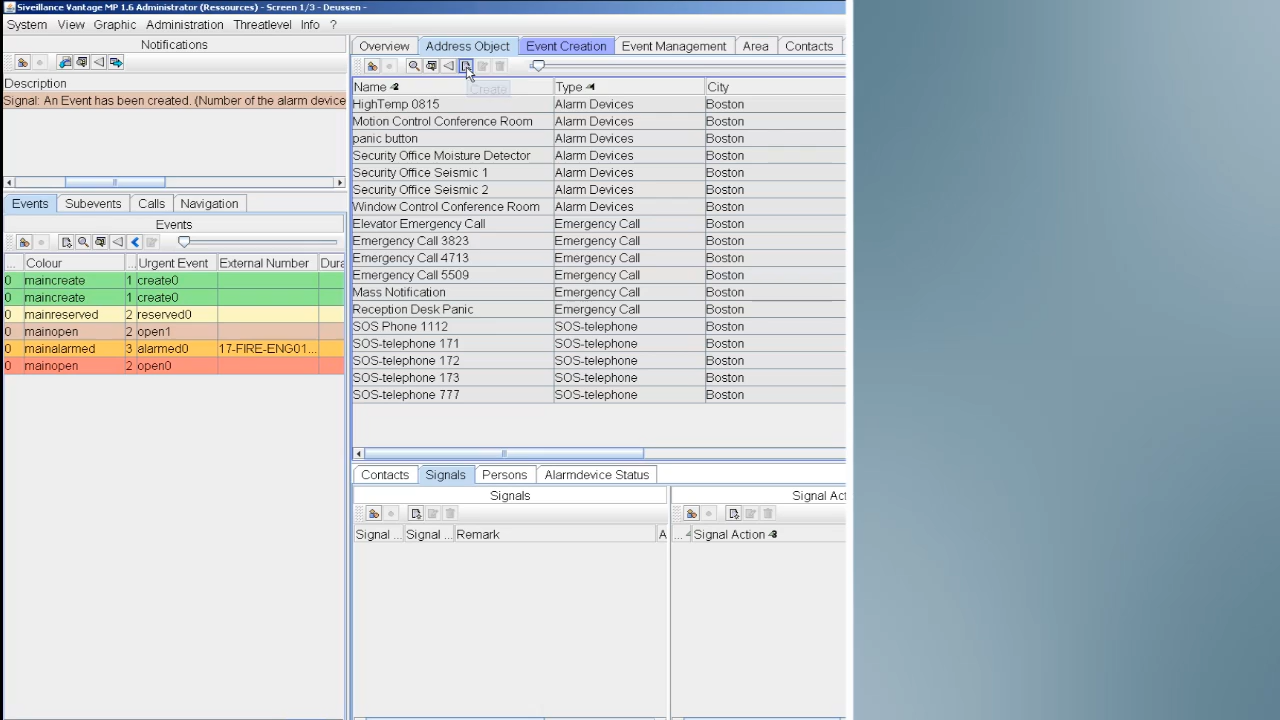 Siveillance Vantage MP 1.6 Administrator (Ressources) - Screen 1/3 - Deussen -
System View Graphic Administration Threatlevel Info ?
Notifications
Description
Signal: An Event has been created. (Number of the alarm device
Events Subevents Calls Navigation
Events
... Colour ... Urgent Event External Number Dura
0 maincreate 1 create0
0 maincreate 1 create0
0 mainreserved 2 reserved0
0 mainopen 2 open1
0 mainalarmed 3 alarmed0 17-FIRE-ENG01...
0 mainopen 2 open0
Overview Address Object Event Creation Event Management Area Contacts
Create
Name Type City
HighTemp 0815 Alarm Devices Boston
Motion Control Conference Room Alarm Devices Boston
panic button Alarm Devices Boston
Security Office Moisture Detector Alarm Devices Boston
Security Office Seismic 1 Alarm Devices Boston
Security Office Seismic 2 Alarm Devices Boston
Window Control Conference Room Alarm Devices Boston
Elevator Emergency Call Emergency Call Boston
Emergency Call 3823 Emergency Call Boston
Emergency Call 4713 Emergency Call Boston
Emergency Call 5509 Emergency Call Boston
Mass Notification Emergency Call Boston
Reception Desk Panic Emergency Call Boston
SOS Phone 1112 SOS-telephone Boston
SOS-telephone 171 SOS-telephone Boston
SOS-telephone 172 SOS-telephone Boston
SOS-telephone 173 SOS-telephone Boston
SOS-telephone 777 SOS-telephone Boston
Contacts Signals Persons Alarmdevice Status
Signals Signal Act
Signal ... Signal ... Remark A ... Signal Action